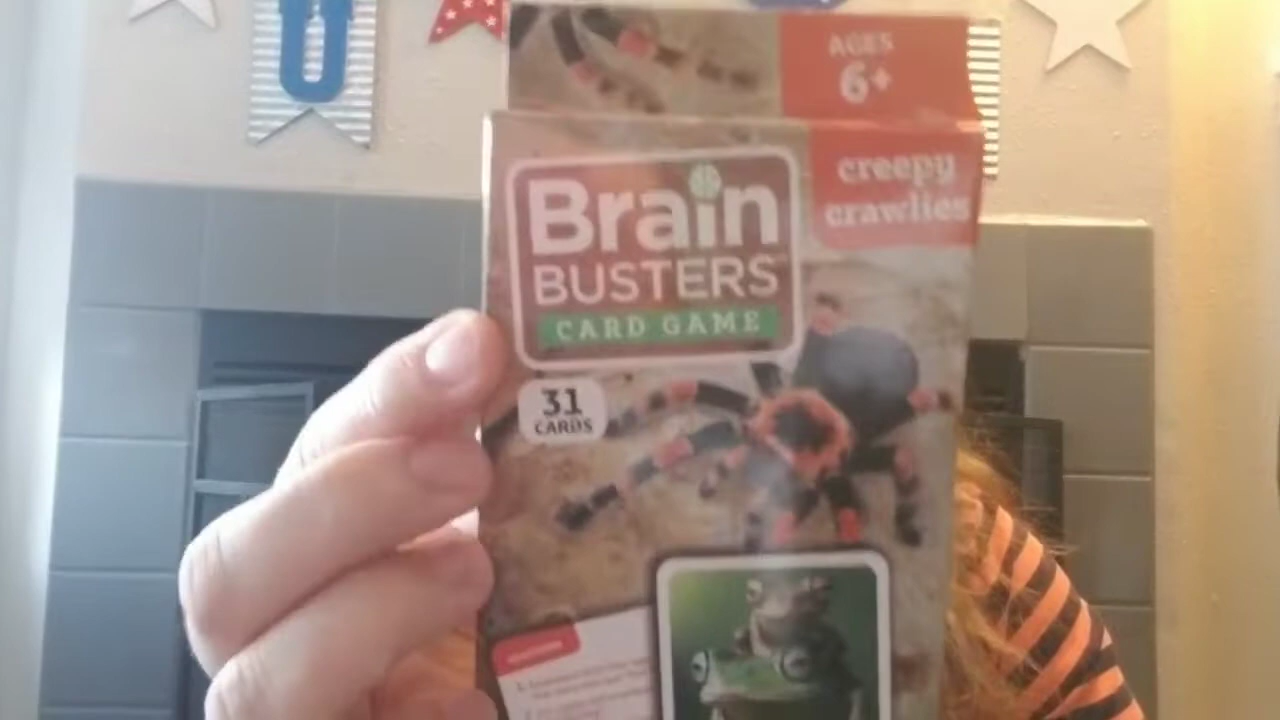 U
AGES
6+
creepy
crawlies
Brain
BUSTERS
CARD GAME
31
CARDS